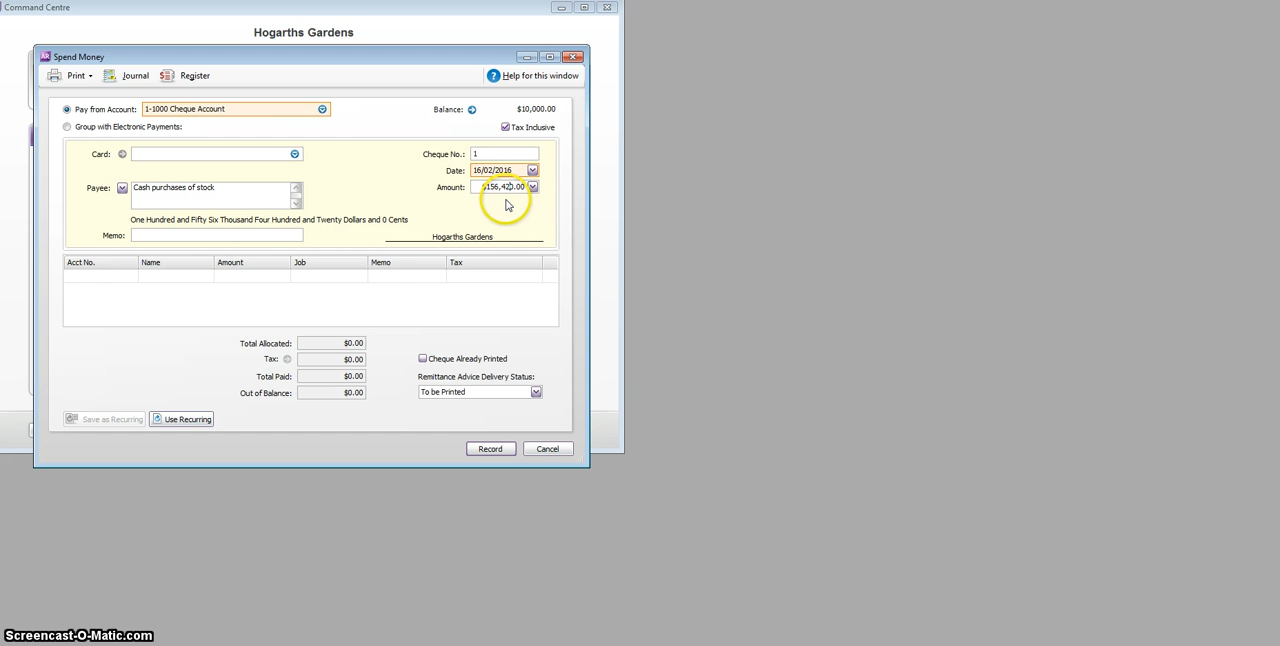 Command Centre
Hogarths Gardens
AR Spend Money
Print Journal Register Help for this window
Pay from Account: 1-1000 Cheque Account Balance: $10,000.00
Group with Electronic Payments: Tax Inclusive
Card: Cheque No.: 1
Date: 16/02/2016
Payee: Cash purchases of stock Amount: $156,420.00
One Hundred and Fifty Six Thousand Four Hundred and Twenty Dollars and 0 Cents
Memo: Hogarths Gardens
Acct No. Name Amount Job Memo Tax
Total Allocated: $0.00
Tax: $0.00 Cheque Already Printed
Total Paid: $0.00 Remittance Advice Delivery Status:
Out of Balance: $0.00 To be Printed
Save as Recurring Use Recurring
Record Cancel
Screencast-O-Matic.com